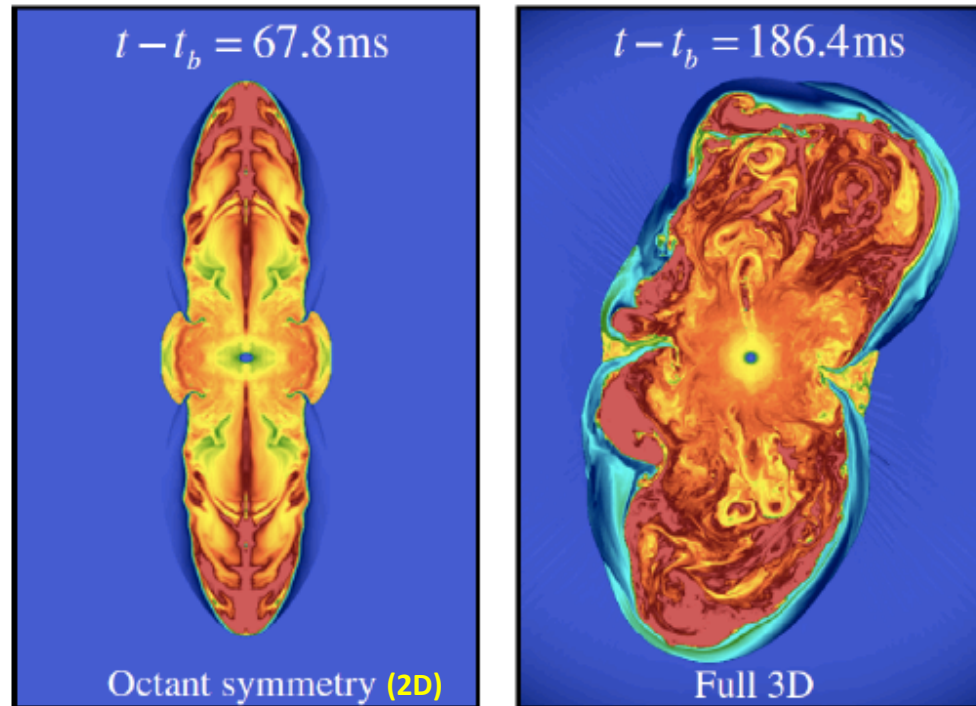 t − t_b = 67.8 ms
Octant symmetry (2D)
t − t_b = 186.4 ms
Full 3D